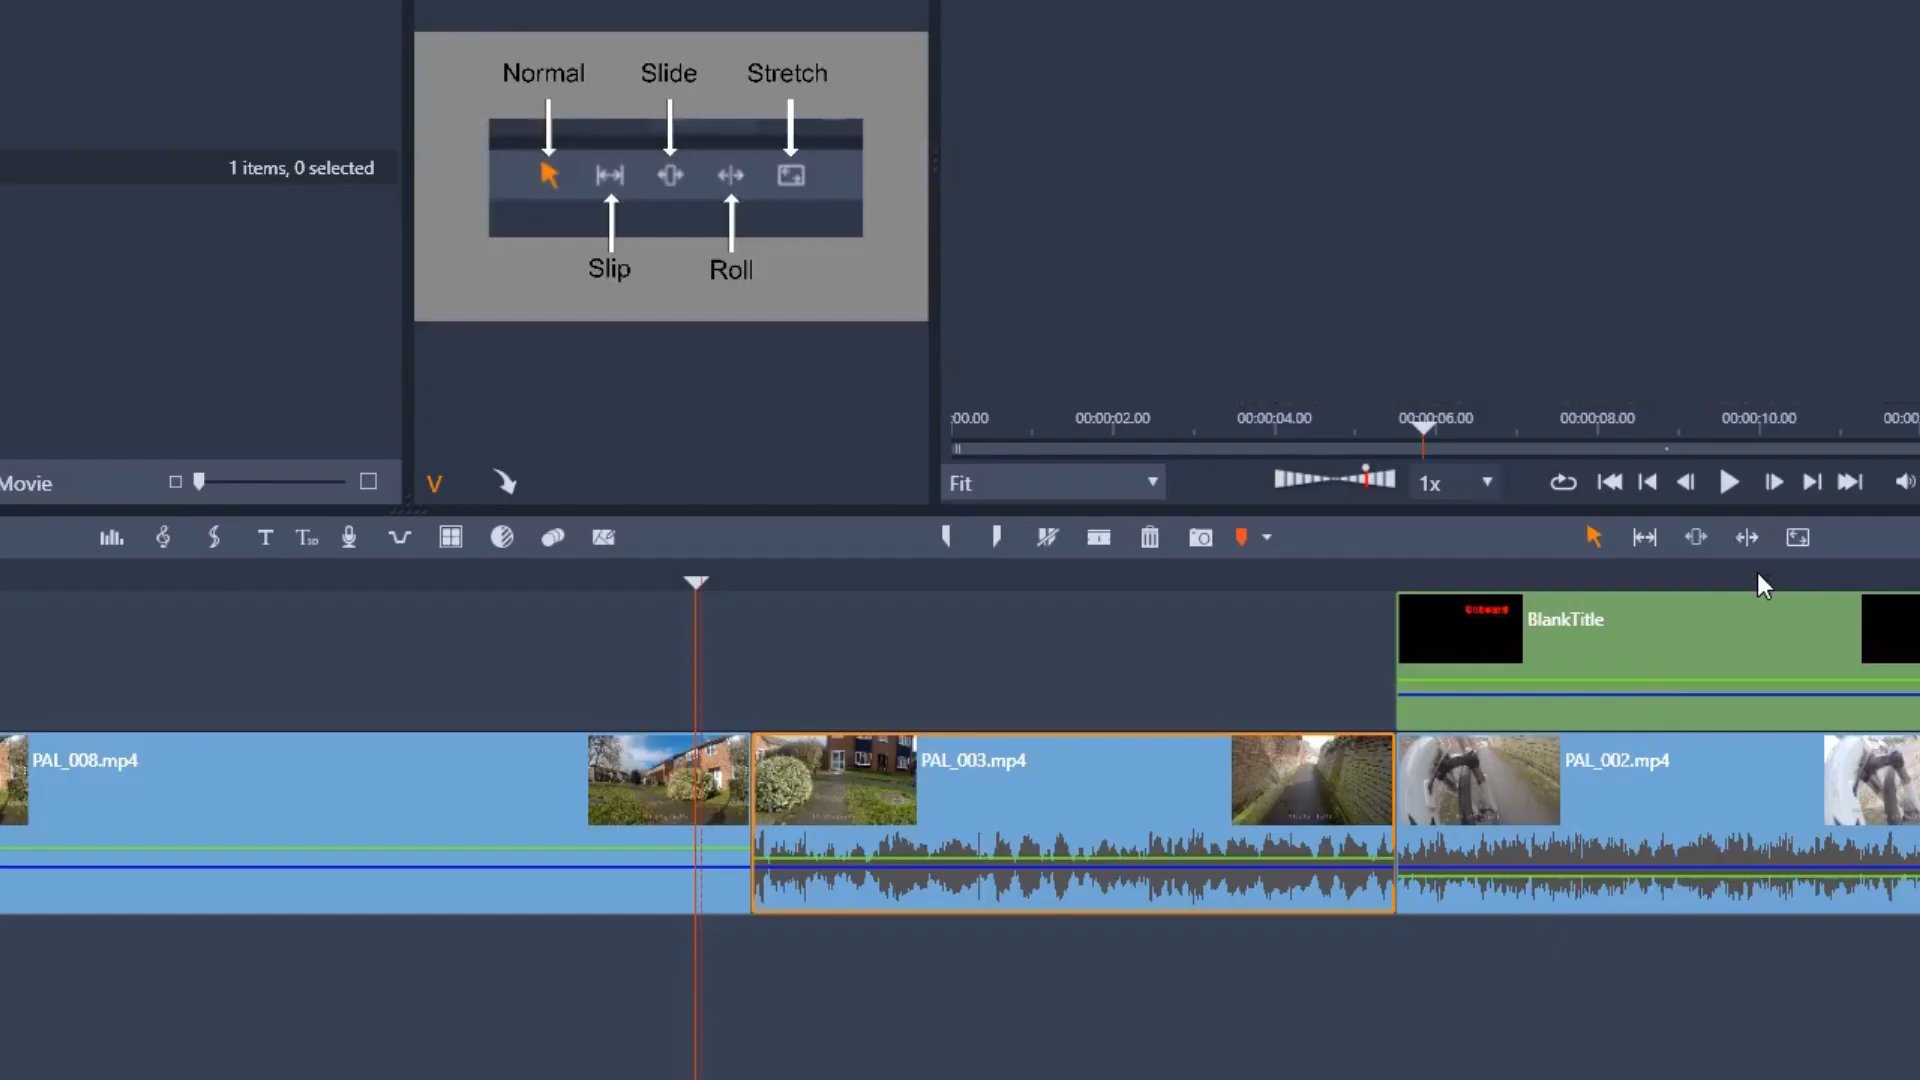 Normal Slide Stretch
Slip Roll
1 items, 0 selected
:00.00 00:00:02.00 00:00:04.00 00:00:06.00 00:00:08.00 00:00:10.00 00:00
Movie
V
Fit
1x
T T3D
Onboard
BlankTitle
PAL_008.mp4
PAL_003.mp4
PAL_002.mp4